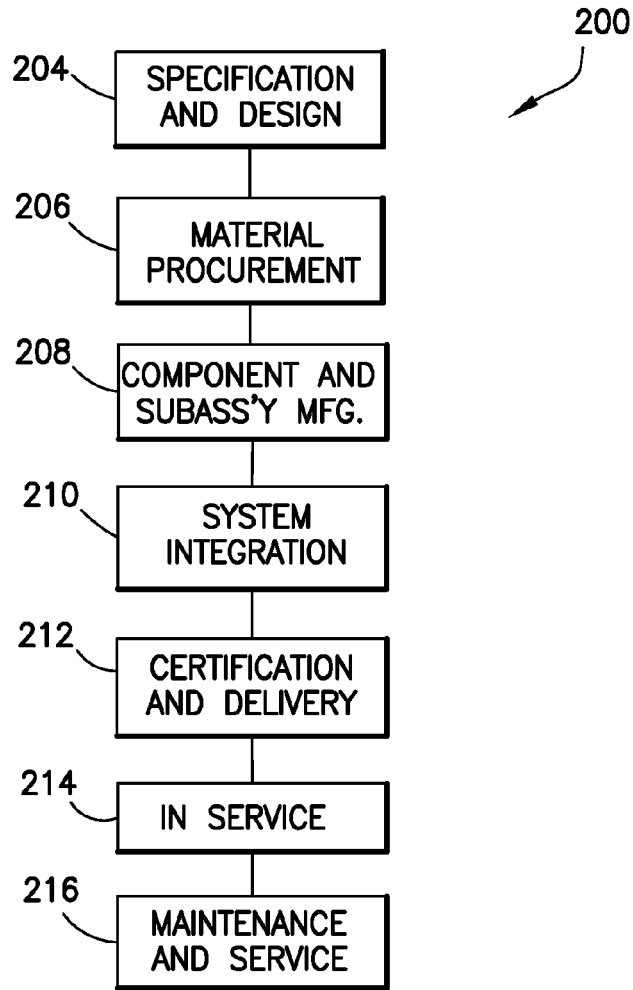 200
204
SPECIFICATION
AND DESIGN
206
MATERIAL
PROCUREMENT
208
COMPONENT AND
SUBASS'Y MFG.
210
SYSTEM
INTEGRATION
212
CERTIFICATION
AND DELIVERY
214
IN SERVICE
216
MAINTENANCE
AND SERVICE